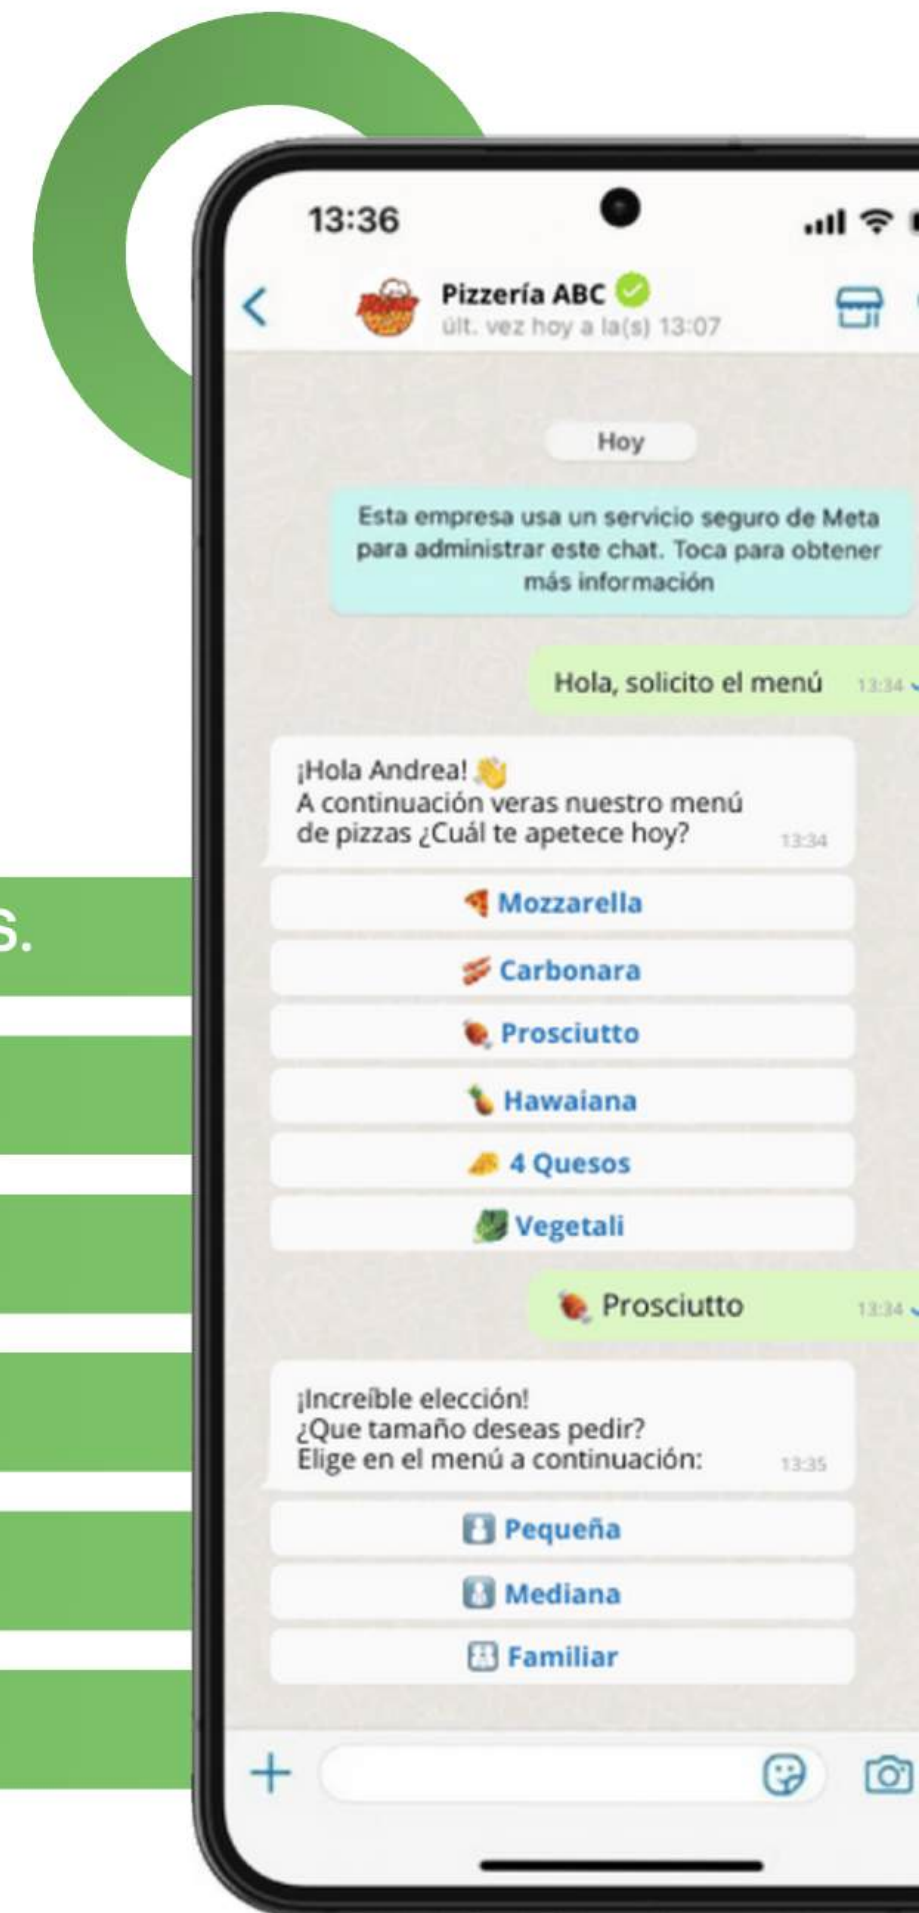 13:36
Pizzería ABC
últ. vez hoy a la(s) 13:07
Hoy
Esta empresa usa un servicio seguro de Meta
para administrar este chat. Toca para obtener
más información
Hola, solicito el menú 13:34
¡Hola Andrea! 👋
A continuación veras nuestro menú
de pizzas ¿Cuál te apetece hoy? 13:34
s.
🍕 Mozzarella
🥓 Carbonara
🍖 Prosciutto
🍍 Hawaiana
🧀 4 Quesos
🥬 Vegetali
🍖 Prosciutto 13:34
¡Increíble elección!
¿Que tamaño deseas pedir?
Elige en el menú a continuación: 13:35
Pequeña
Mediana
Familiar